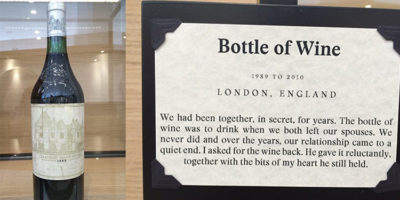 Bottle of Wine
1989 TO 2010
LONDON, ENGLAND
We had been together, in secret, for years. The bottle of
wine was to drink when we both left our spouses. We
never did and over the years, our relationship came to a
quiet end. I asked for the wine back. He gave it reluctantly,
together with the bits of my heart he still held.